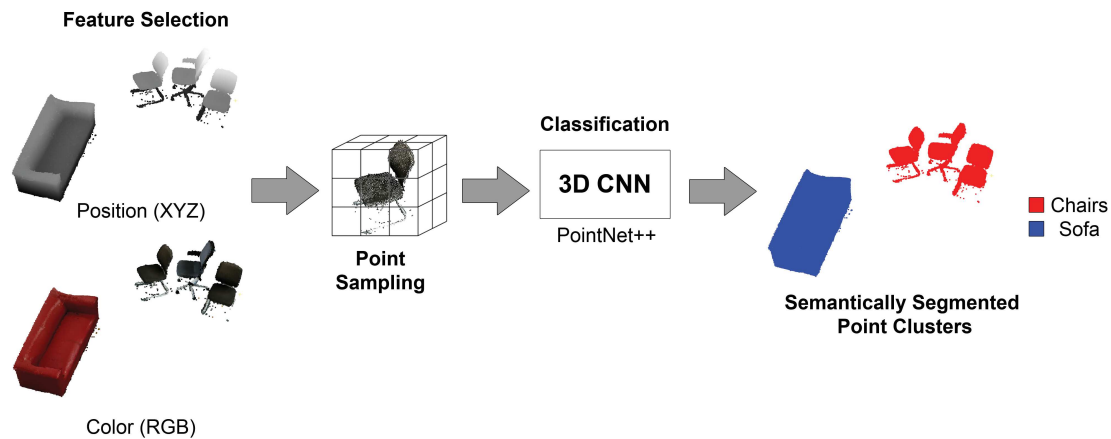 Feature Selection
Position (XYZ)
Color (RGB)
Point
Sampling
Classification
3D CNN
PointNet++
Chairs
Sofa
Semantically Segmented
Point Clusters